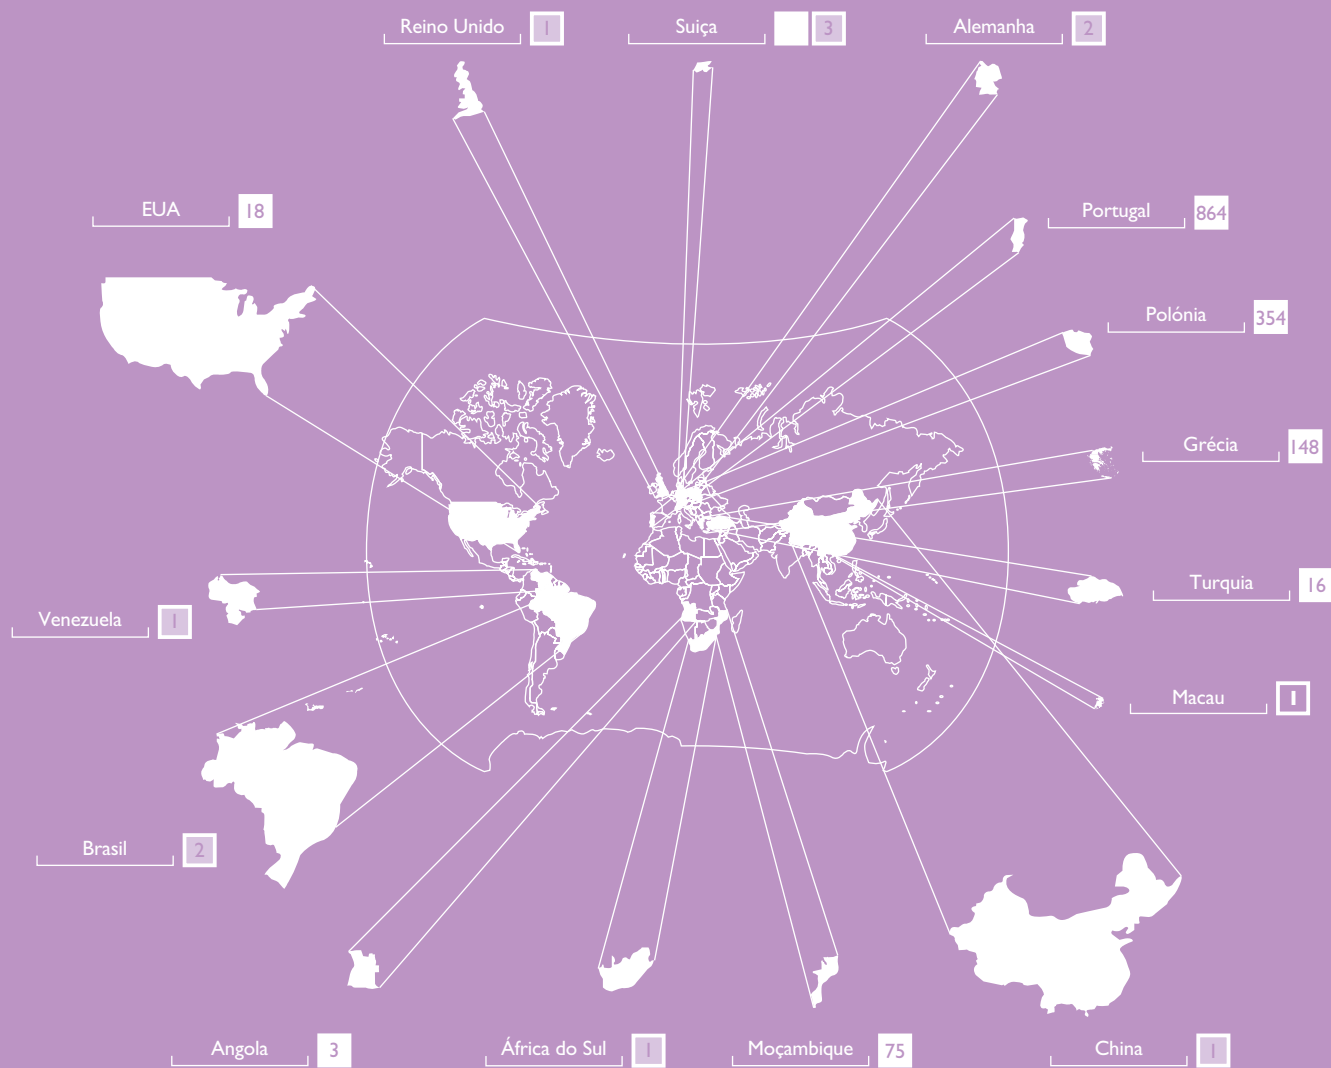 Reino Unido 1
Suiça 3
Alemanha 2
EUA 18
Portugal 864
Polónia 354
Grécia 148
Turquia 16
Venezuela 1
Macau 1
Brasil 2
Angola 3
África do Sul 1
Moçambique 75
China 1